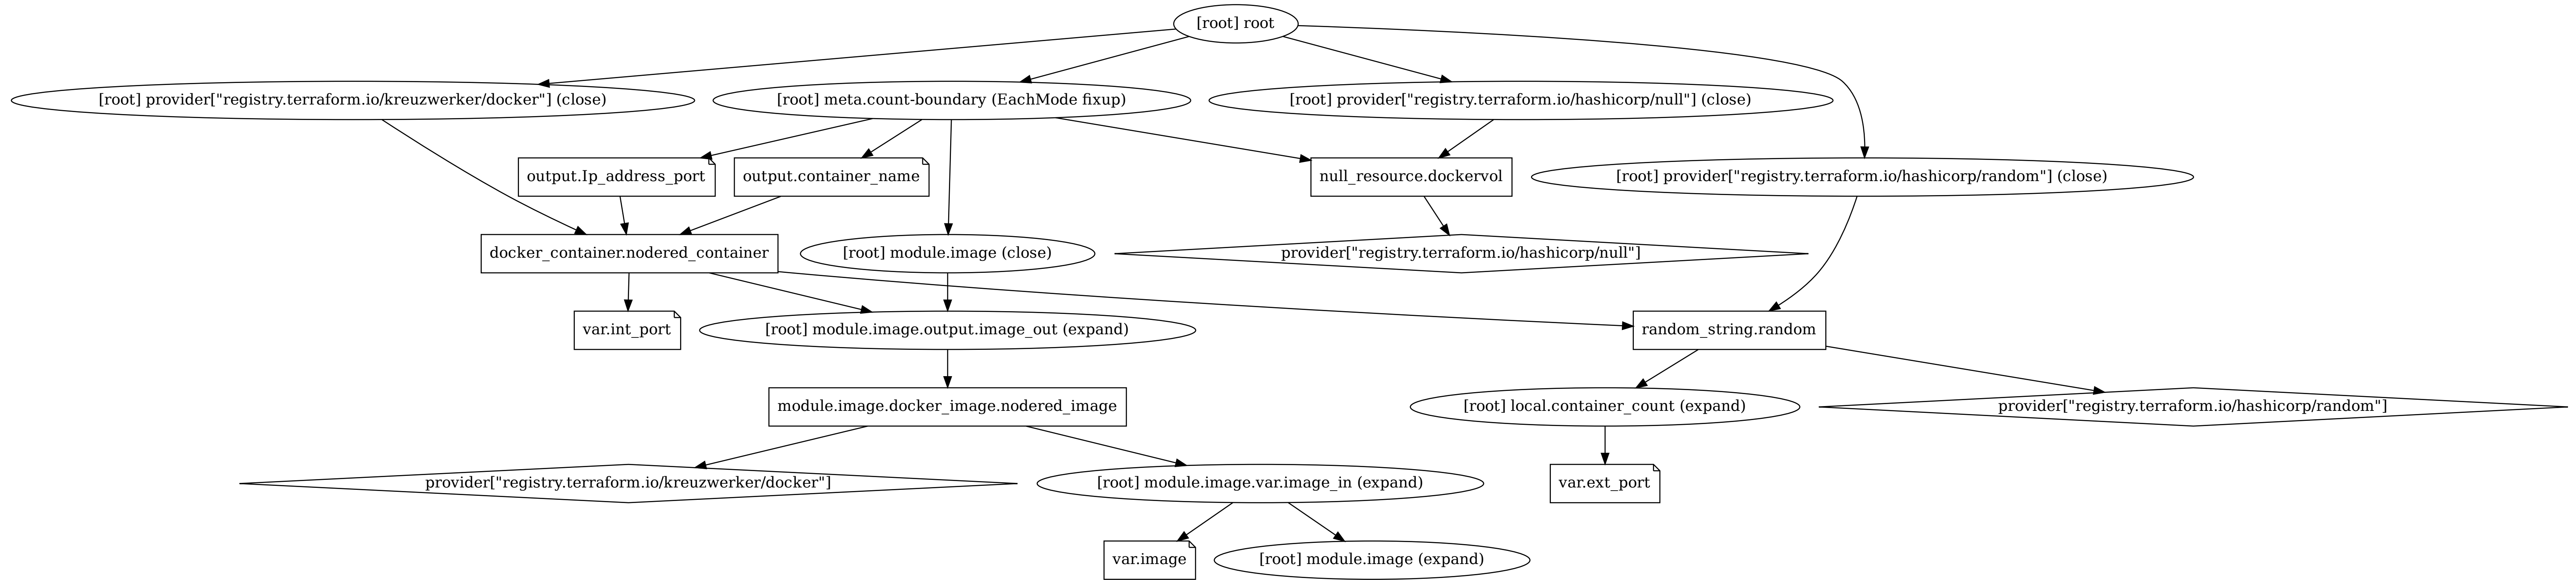 [root] root
[root] provider["registry.terraform.io/kreuzwerker/docker"] (close)
[root] meta.count-boundary (EachMode fixup)
[root] provider["registry.terraform.io/hashicorp/null"] (close)
output.Ip_address_port
output.container_name
null_resource.dockervol
[root] provider["registry.terraform.io/hashicorp/random"] (close)
docker_container.nodered_container
[root] module.image (close)
provider["registry.terraform.io/hashicorp/null"]
var.int_port
[root] module.image.output.image_out (expand)
random_string.random
module.image.docker_image.nodered_image
[root] local.container_count (expand)
provider["registry.terraform.io/hashicorp/random"]
provider["registry.terraform.io/kreuzwerker/docker"]
[root] module.image.var.image_in (expand)
var.ext_port
var.image
[root] module.image (expand)